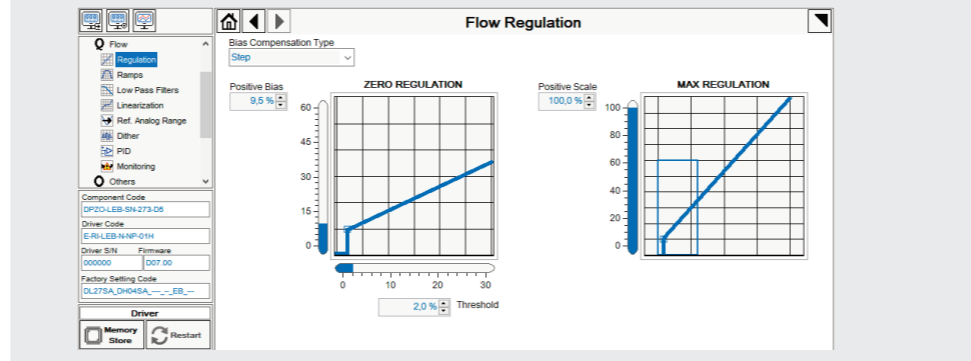 Flow Regulation
Flow
Regulation
Ramps
Low Pass Filters
Linearization
Ref. Analog Range
Dither
PID
Monitoring
Others
Component Code
DPZO-LEB-SN-273-D5
Driver Code
E-RI-LEB-N-NP-01H
Driver S/N Firmware
000000 D07.00
Factory Setting Code
DL27SA_DH04SA_---_-_EB_---
Driver
Memory Store
Restart
Bias Compensation Type
Step
Positive Bias
9,5 %
ZERO REGULATION
60
45
30
15
0
0 10 20 30
2,0 % Threshold
Positive Scale
100,0 %
MAX REGULATION
100
80
60
40
20
0